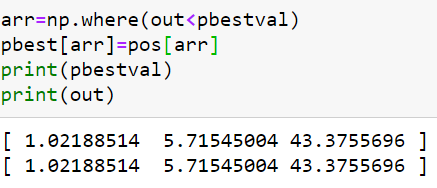 arr=np.where(out<pbestval)
pbest[arr]=pos[arr]
print(pbestval)
print(out)
[ 1.02188514  5.71545004 43.3755696 ]
[ 1.02188514  5.71545004 43.3755696 ]